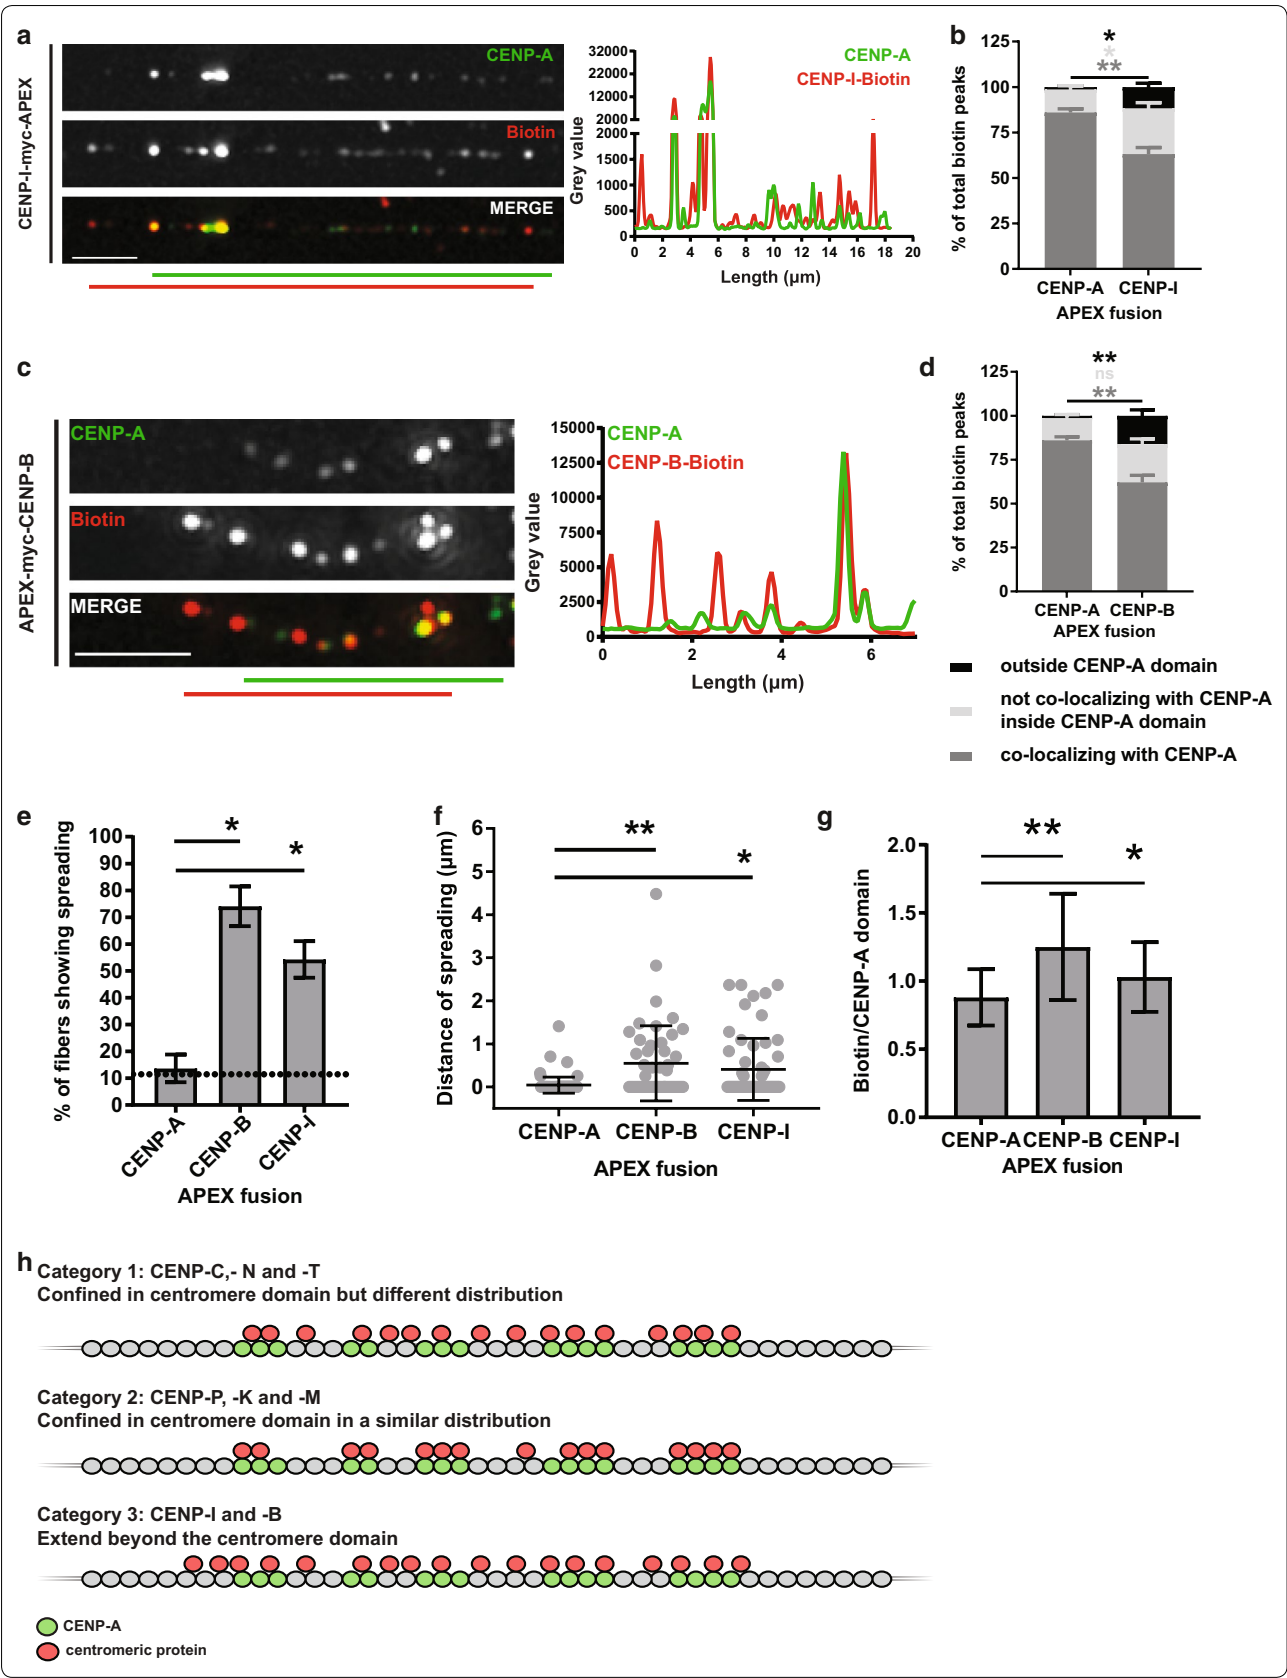 a
CENP-I-myc-APEX
CENP-A
Biotin
MERGE
Grey value
32000
22000
12000
2000
2000
1500
1000
500
0
CENP-A
CENP-I-Biotin
0 2 4 6 8 10 12 14 16 18 20
Length (µm)
b
% of total biotin peaks
125
100
75
50
25
0
*
*
**
CENP-A CENP-I
APEX fusion
c
APEX-myc-CENP-B
CENP-A
Biotin
MERGE
Grey value
15000
12500
10000
7500
5000
2500
0
CENP-A
CENP-B-Biotin
0 2 4 6
Length (µm)
d
% of total biotin peaks
125
100
75
50
25
0
**
ns
**
CENP-A CENP-B
APEX fusion
outside CENP-A domain
not co-localizing with CENP-A
inside CENP-A domain
co-localizing with CENP-A
e
% of fibers showing spreading
100
90
80
70
60
50
40
30
20
10
0
*
*
CENP-A CENP-B CENP-I
APEX fusion
f
Distance of spreading (µm)
6
5
4
3
2
1
0
**
*
CENP-A CENP-B CENP-I
APEX fusion
g
Biotin/CENP-A domain
2.0
1.5
1.0
0.5
0.0
**
*
CENP-A CENP-B CENP-I
APEX fusion
h
Category 1: CENP-C,- N and -T
Confined in centromere domain but different distribution
Category 2: CENP-P, -K and -M
Confined in centromere domain in a similar distribution
Category 3: CENP-I and -B
Extend beyond the centromere domain
CENP-A
centromeric protein